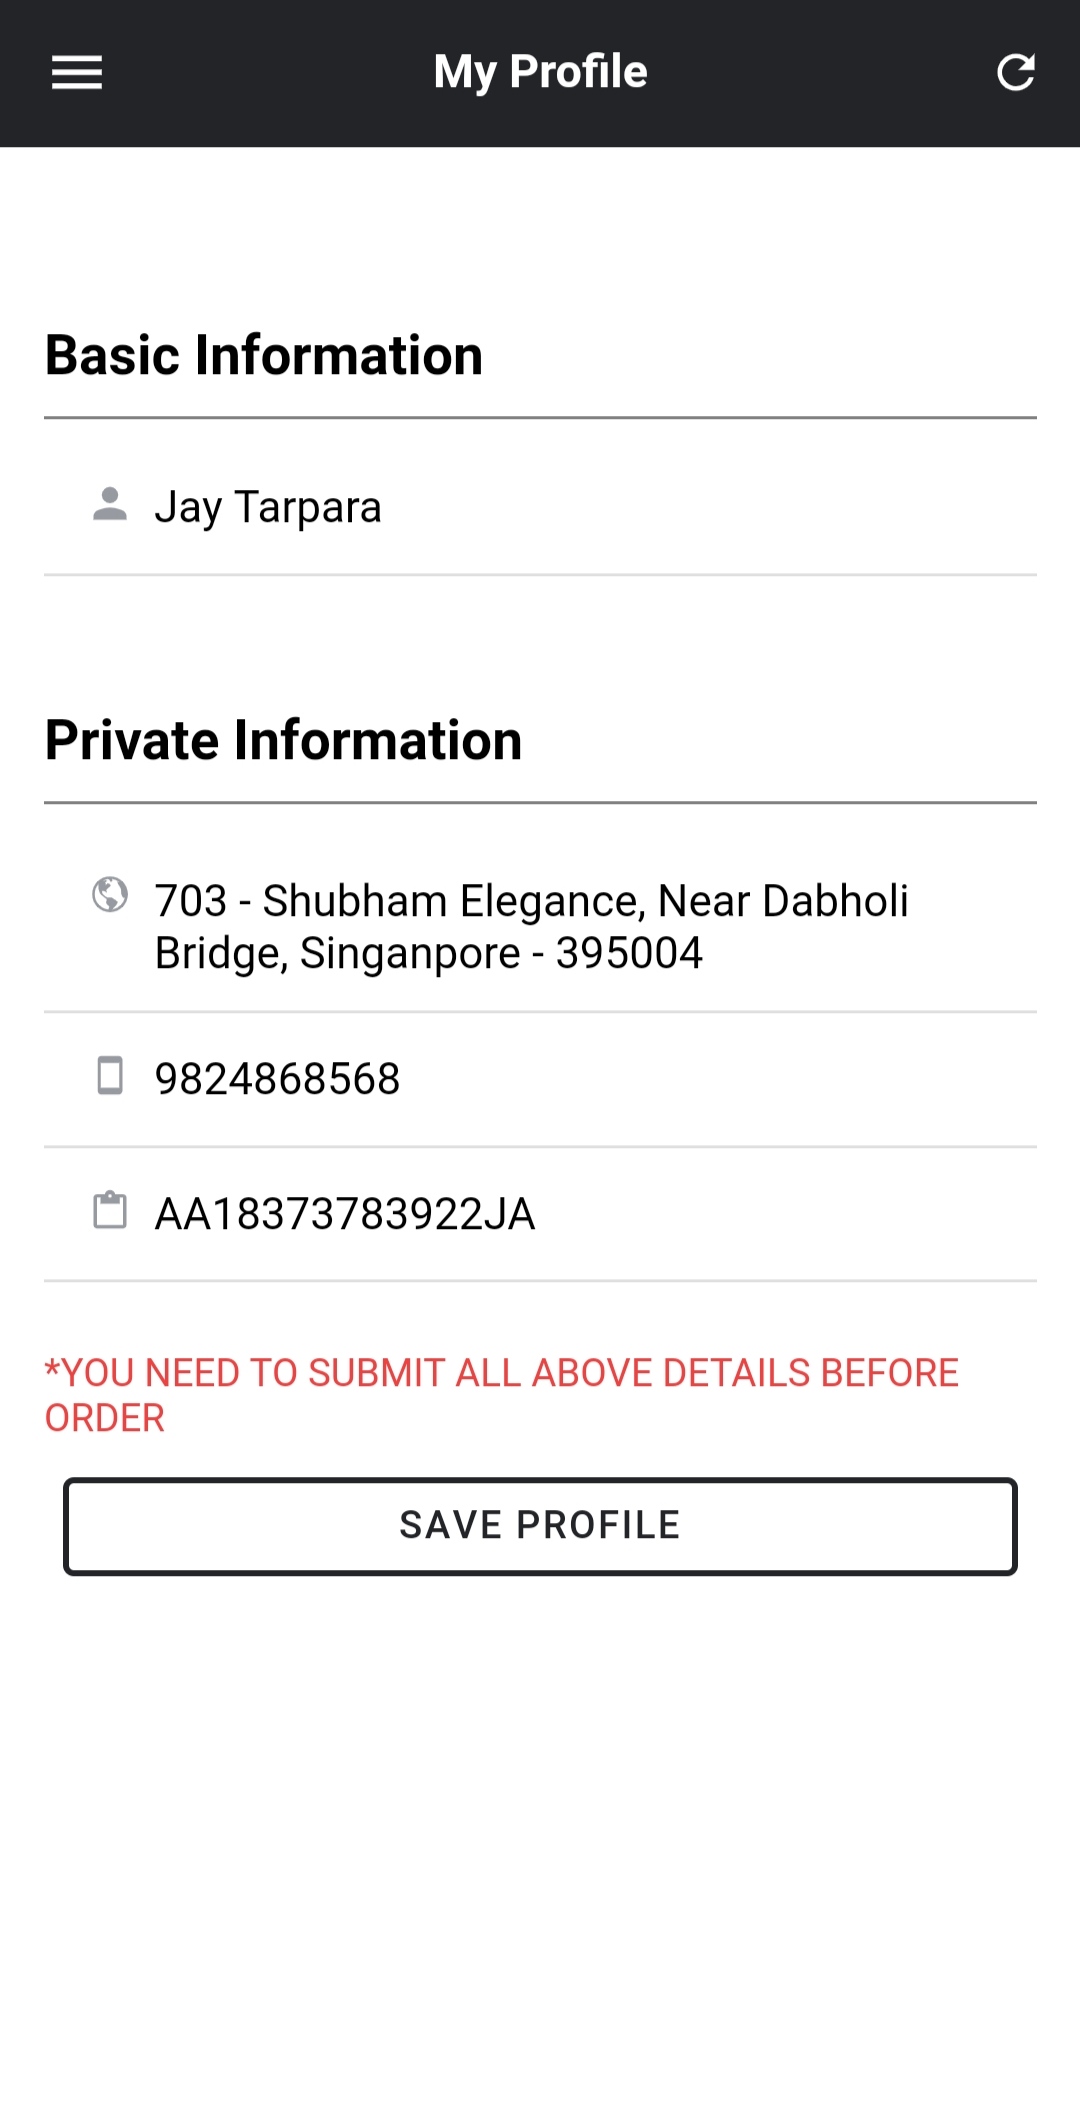 My Profile
Basic Information
Jay Tarpara
Private Information
703 - Shubham Elegance, Near Dabholi
Bridge, Singanpore - 395004
9824868568
AA18373783922JA
*YOU NEED TO SUBMIT ALL ABOVE DETAILS BEFORE
ORDER
SAVE PROFILE